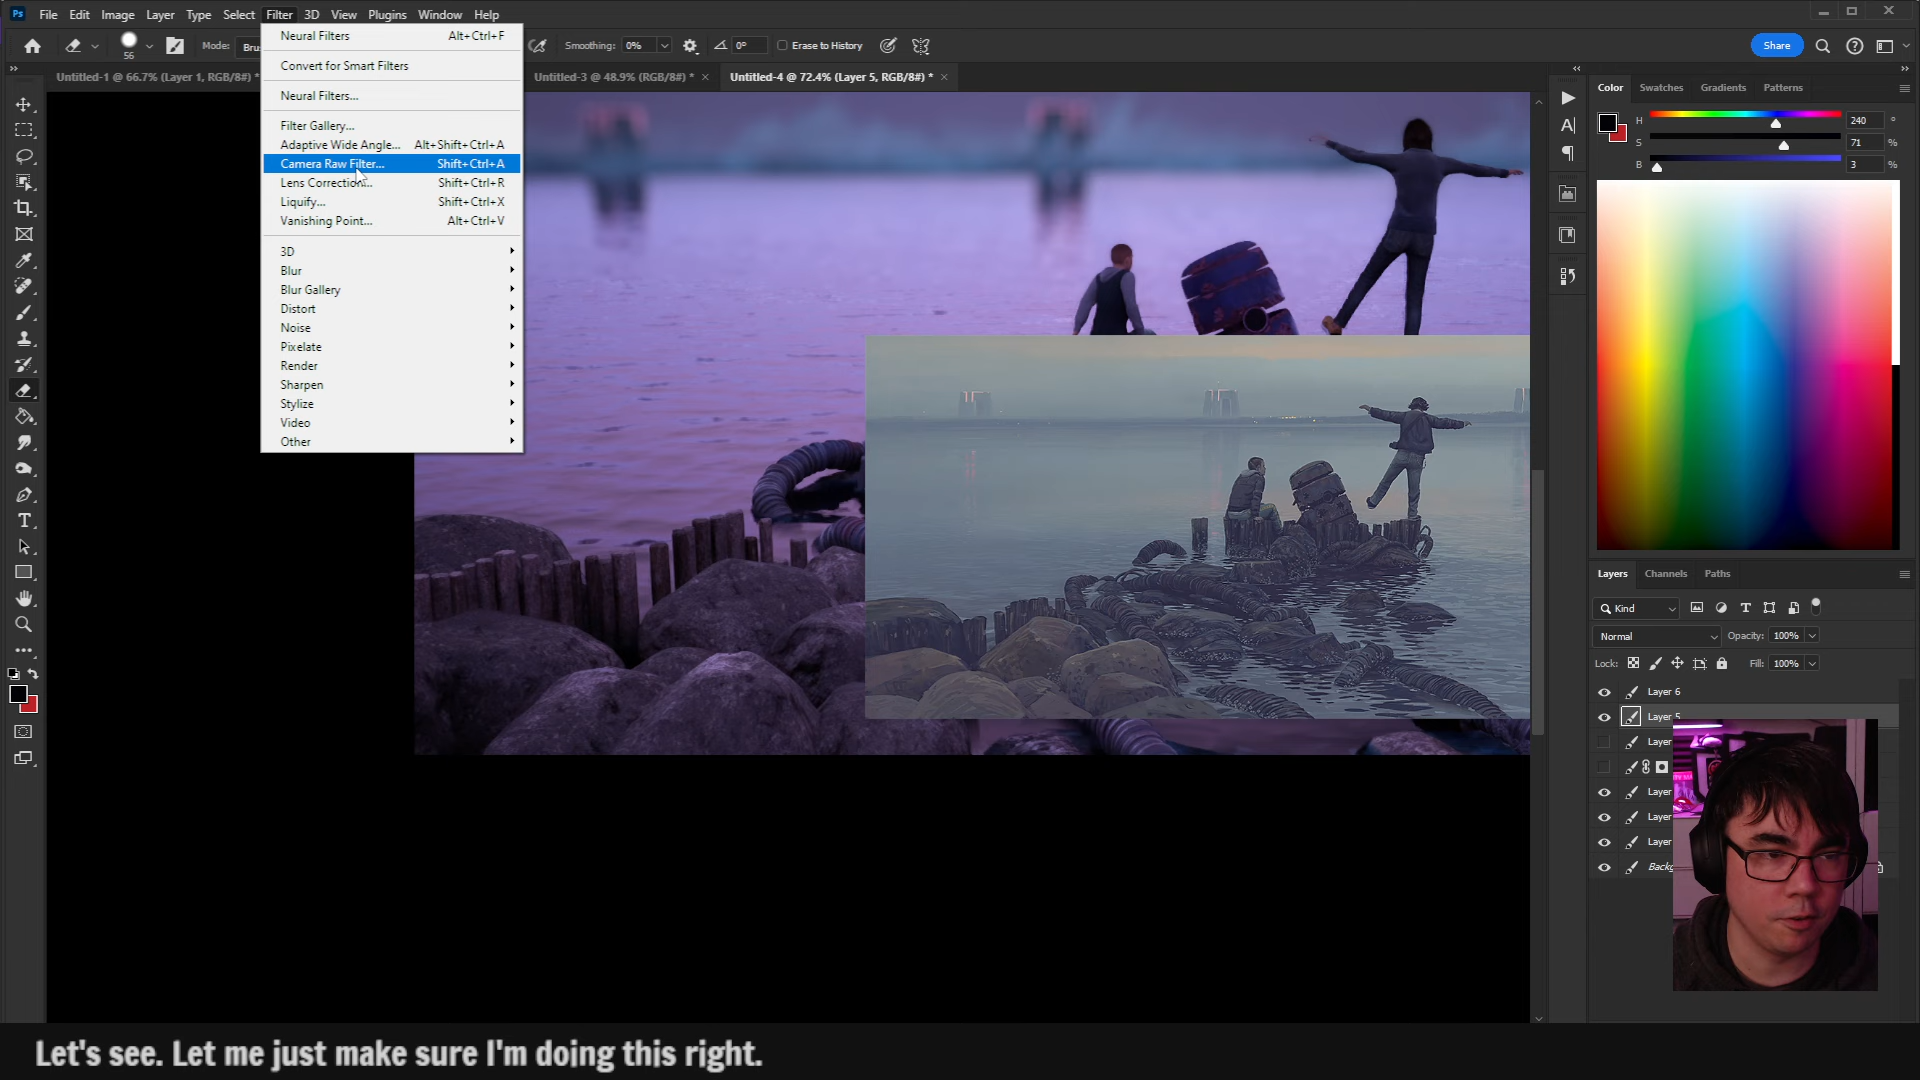 Ps File Edit Image Layer Type Select Filter 3D View Plugins Window Help
56 Mode: Smoothing: 0% 0° Erase to History Share
Untitled-1 @ 66.7% (Layer 1, RGB/8#) * Untitled-3 @ 48.9% (RGB/8#) * × Untitled-4 @ 72.4% (Layer 5, RGB/8#) * ×
Neural Filters Alt+Ctrl+F
Convert for Smart Filters
Neural Filters...
Filter Gallery...
Adaptive Wide Angle... Alt+Shift+Ctrl+A
Camera Raw Filter... Shift+Ctrl+A
Lens Correction... Shift+Ctrl+R
Liquify... Shift+Ctrl+X
Vanishing Point... Alt+Ctrl+V
3D
Blur
Blur Gallery
Distort
Noise
Pixelate
Render
Sharpen
Stylize
Video
Other
Color Swatches Gradients Patterns
H 240 °
S 71 %
B 3 %
Layers Channels Paths
Kind
Normal Opacity: 100%
Lock: Fill: 100%
Layer 6
Layer 5
Layer
Layer
Layer
Layer
Let's see. Let me just make sure I'm doing this right.